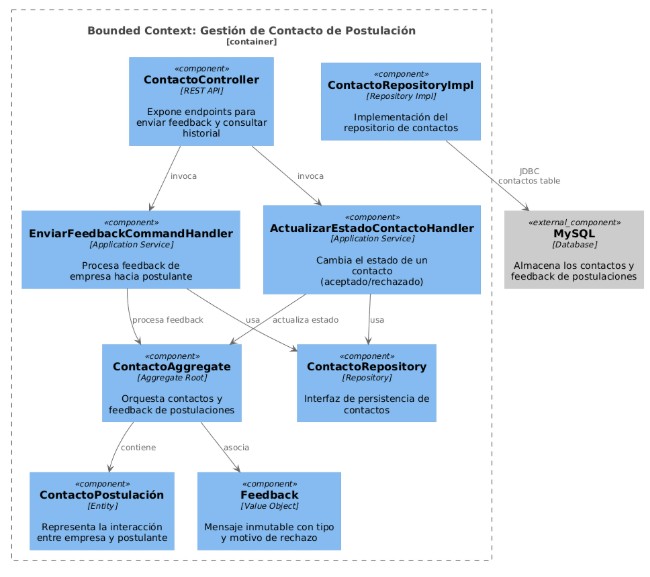 Bounded Context: Gestión de Contacto de Postulación
[container]
«component»
ContactoController
[REST API]
Expone endpoints para
enviar feedback y consultar
historial
«component»
ContactoRepositoryImpl
[Repository Impl]
Implementación del
repositorio de contactos
invoca
invoca
JDBC
contactos table
«component»
EnviarFeedbackCommandHandler
[Application Service]
Procesa feedback de
empresa hacia postulante
«component»
ActualizarEstadoContactoHandler
[Application Service]
Cambia el estado de un
contacto
(aceptado/rechazado)
«external_component»
MySQL
[Database]
Almacena los contactos y
feedback de postulaciones
procesa feedback
usa
actualiza estado
usa
«component»
ContactoAggregate
[Aggregate Root]
Orquesta contactos y
feedback de postulaciones
«component»
ContactoRepository
[Repository]
Interfaz de persistencia de
contactos
contiene
asocia
«component»
ContactoPostulación
[Entity]
Representa la interacción
entre empresa y postulante
«component»
Feedback
[Value Object]
Mensaje inmutable con tipo
y motivo de rechazo